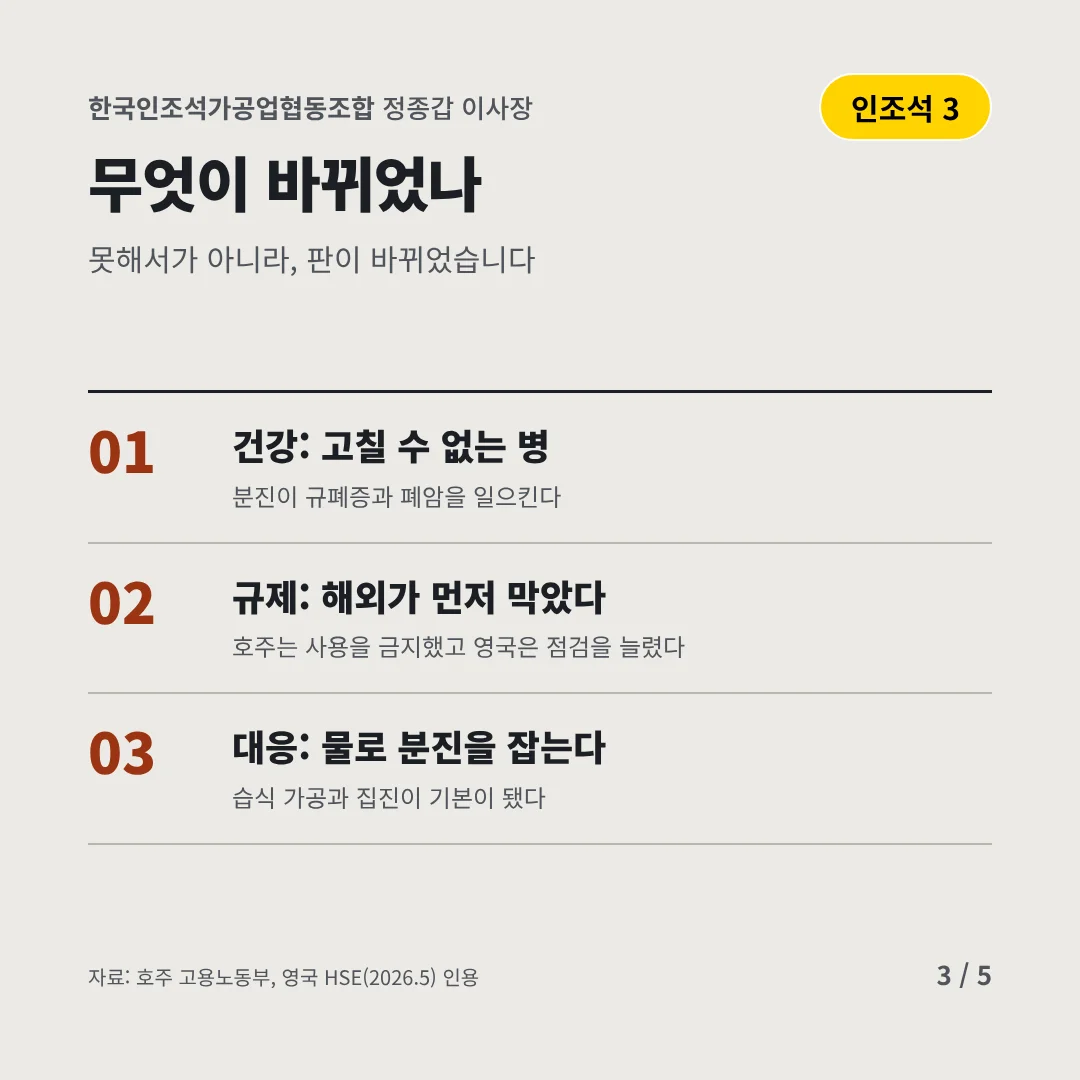 한국인조석가공업협동조합 정종갑 이사장
인조석 3
무엇이 바뀌었나
못해서가 아니라, 판이 바뀌었습니다
01
건강: 고칠 수 없는 병
분진이 규폐증과 폐암을 일으킨다
02
규제: 해외가 먼저 막았다
호주는 사용을 금지했고 영국은 점검을 늘렸다
03
대응: 물로 분진을 잡는다
습식 가공과 집진이 기본이 됐다
자료: 호주 고용노동부, 영국 HSE(2026.5) 인용
3 / 5